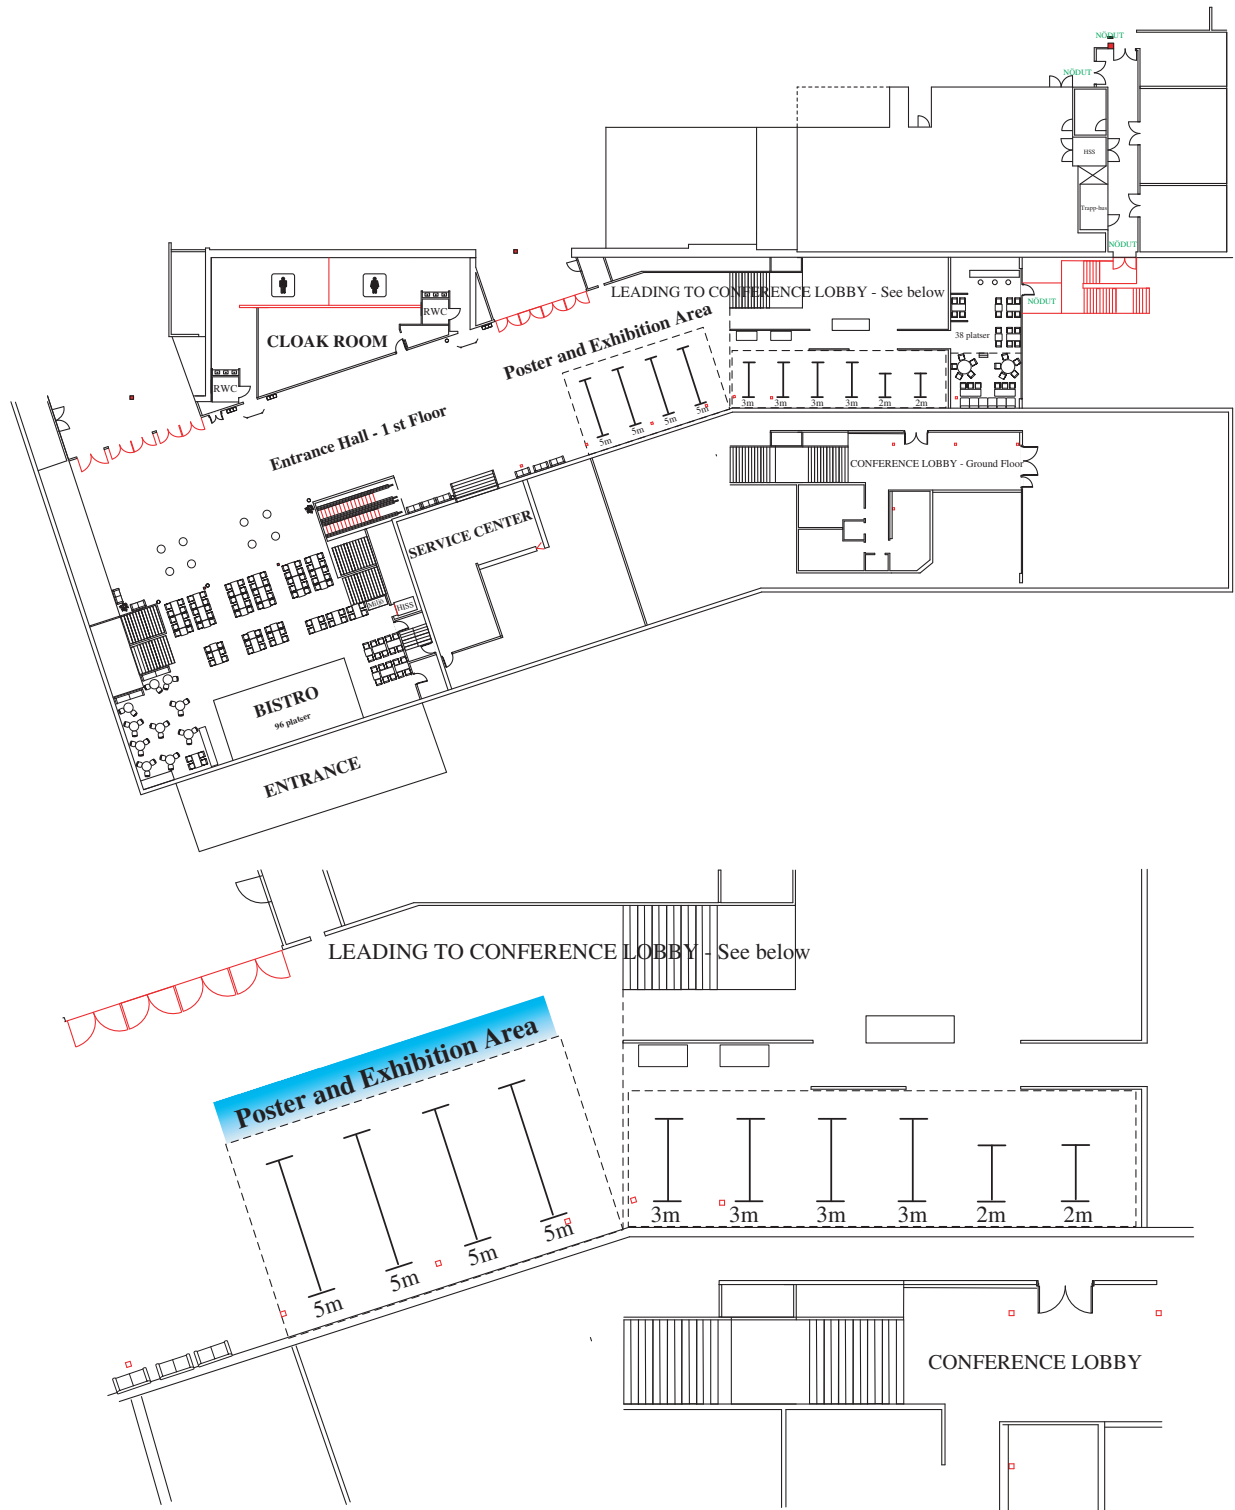 NÖDUT
NÖDUT
HSS
Trapp-hus
NÖDUT
LEADING TO CONFERENCE LOBBY - See below
NÖDUT
RWC
CLOAK ROOM
Poster and Exhibition Area
38 platser
RWC
3m
3m
3m
3m
2m
2m
5m
5m
5m
5m
Entrance Hall - 1 st Floor
CONFERENCE LOBBY - Ground Floor
SERVICE CENTER
HISS
BISTRO
96 platser
ENTRANCE
LEADING TO CONFERENCE LOBBY - See below
Poster and Exhibition Area
3m
3m
3m
3m
2m
2m
5m
5m
5m
5m
CONFERENCE LOBBY